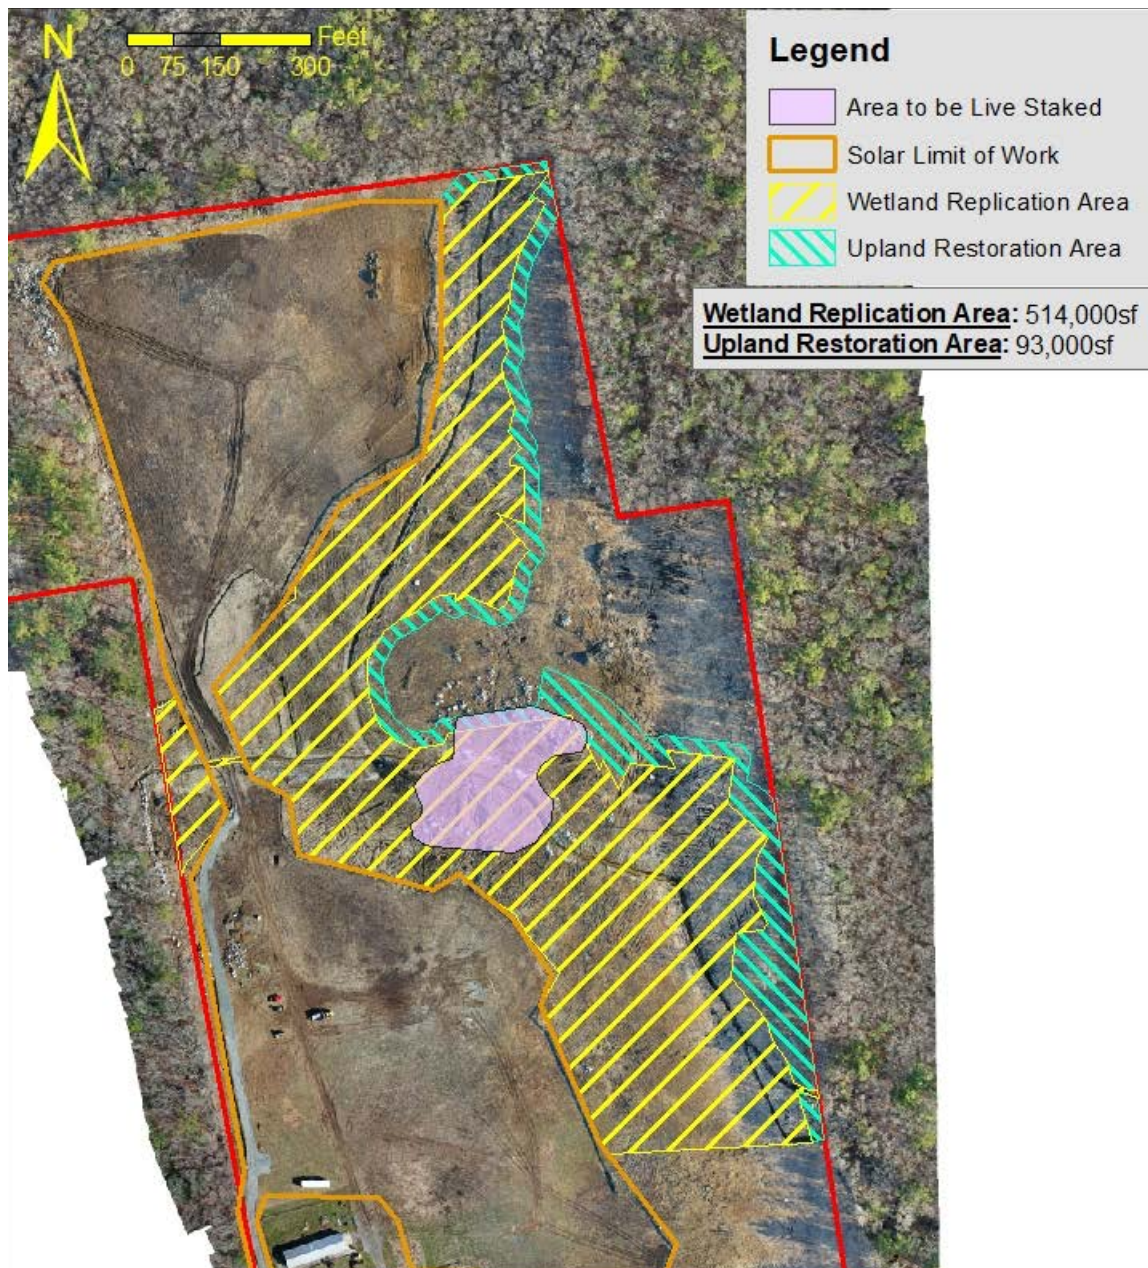 N
Feet
0 75 150 300
Legend
Area to be Live Staked
Solar Limit of Work
Wetland Replication Area
Upland Restoration Area
Wetland Replication Area: 514,000sf
Upland Restoration Area: 93,000sf